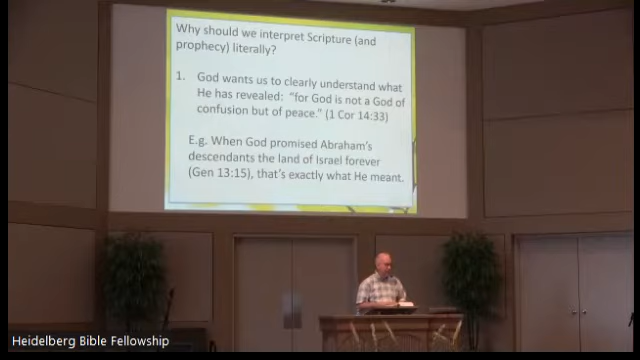 Why should we interpret Scripture (and
prophecy) literally?
1. God wants us to clearly understand what
He has revealed: "for God is not a God of
confusion but of peace." (1 Cor 14:33)
E.g. When God promised Abraham's
descendants the land of Israel forever
(Gen 13:15), that's exactly what He meant.
Heidelberg Bible Fellowship